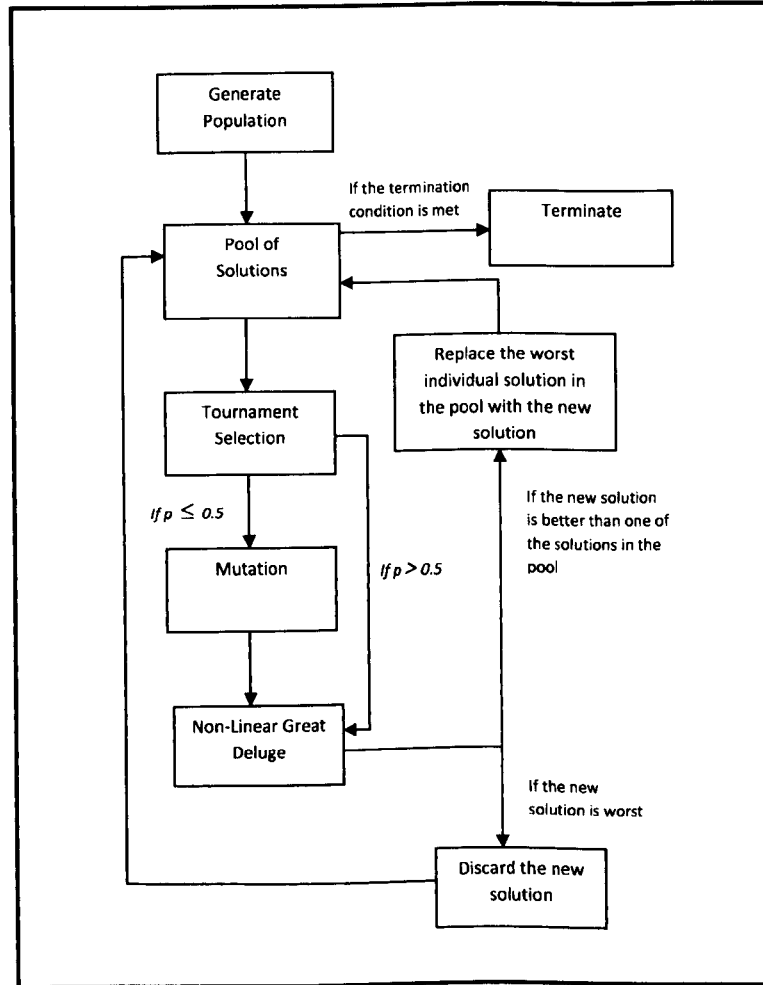 Generate
Population
If the termination
condition is met
Terminate
Pool of
Solutions
Replace the worst
individual solution in
the pool with the new
solution
Tournament
Selection
If p ≤ 0.5
If the new solution
is better than one of
the solutions in the
pool
Mutation
If p > 0.5
Non-Linear Great
Deluge
If the new
solution is worst
Discard the new
solution